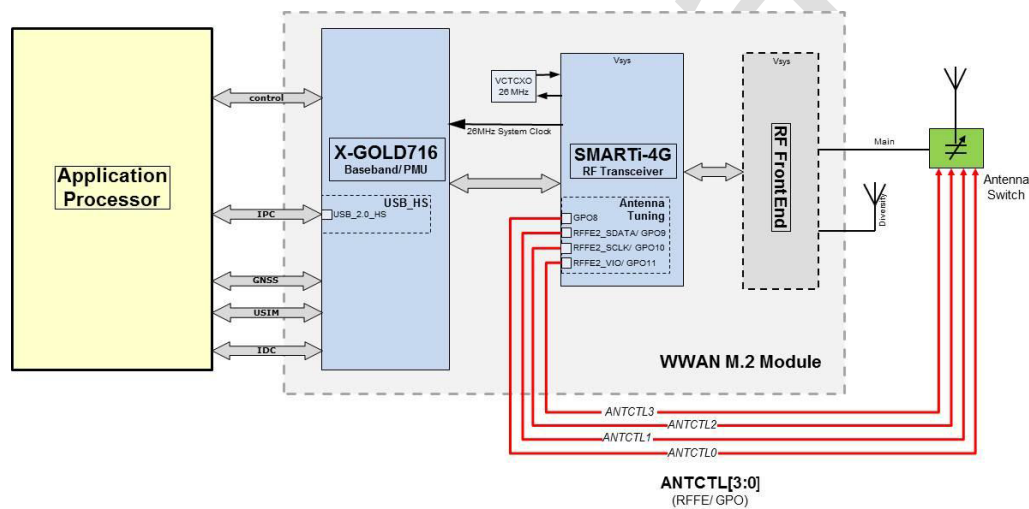 Application
Processor
control
IPC
GNSS
USIM
IDC
X-GOLD716
Baseband/ PMU
USB_HS
USB_2.0_HS
VCTCXO
26 MHz
26MHz System Clock
Vsys
SMARTi-4G
RF Transceiver
Antenna
Tuning
GPO8
RFFE2_SDATA/ GPO9
RFFE2_SCLK/ GPO10
RFFE2_VIO/ GPO11
Vsys
RF FrontEnd
Main
Diversity
Antenna
Switch
WWAN M.2 Module
ANTCTL3
ANTCTL2
ANTCTL1
ANTCTL0
ANTCTL[3:0]
(RFFE/ GPO)